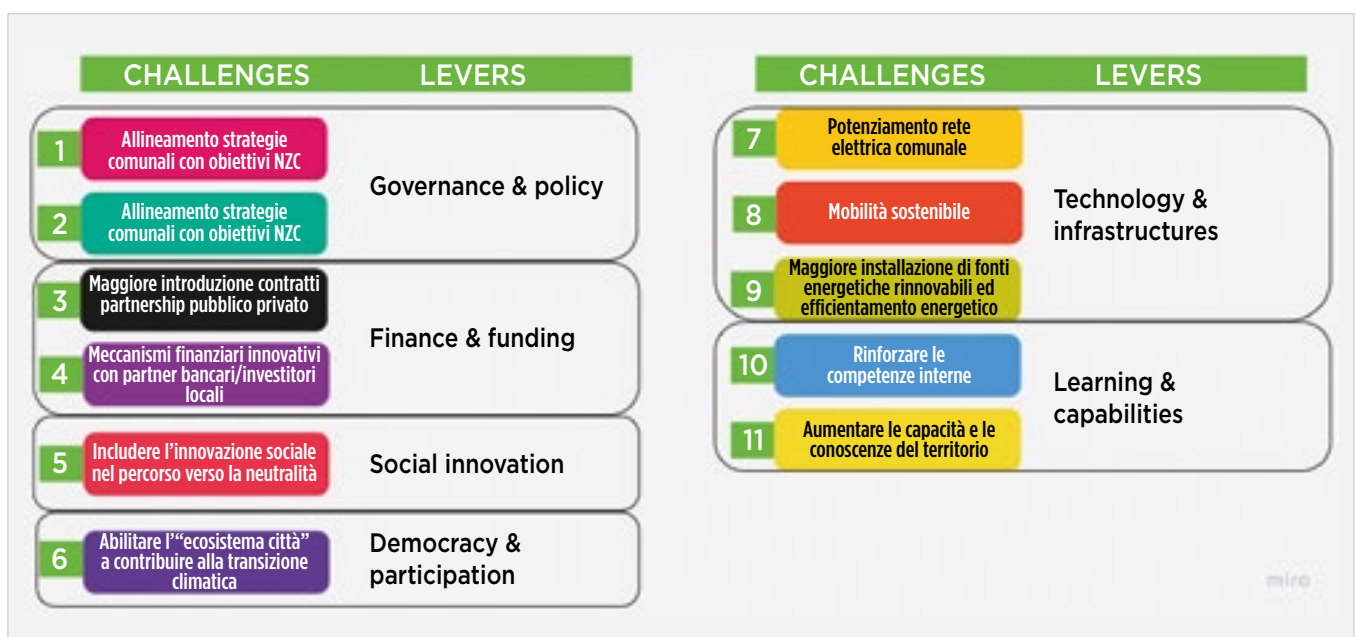 CHALLENGES LEVERS
1
Allineamento strategie
comunali con obiettivi NZC
2
Allineamento strategie
comunali con obiettivi NZC
Governance & policy
3
Maggiore introduzione contratti
partnership pubblico privato
4
Meccanismi finanziari innovativi
con partner bancari/investitori
locali
Finance & funding
5
Includere l’innovazione sociale
nel percorso verso la neutralità
Social innovation
6
Abilitare l’“ecosistema città”
a contribuire alla transizione
climatica
Democracy &
participation
CHALLENGES LEVERS
7
Potenziamento rete
elettrica comunale
8
Mobilità sostenibile
9
Maggiore installazione di fonti
energetiche rinnovabili ed
efficientamento energetico
Technology &
infrastructures
10
Rinforzare le
competenze interne
11
Aumentare le capacità e le
conoscenze del territorio
Learning &
capabilities
miro